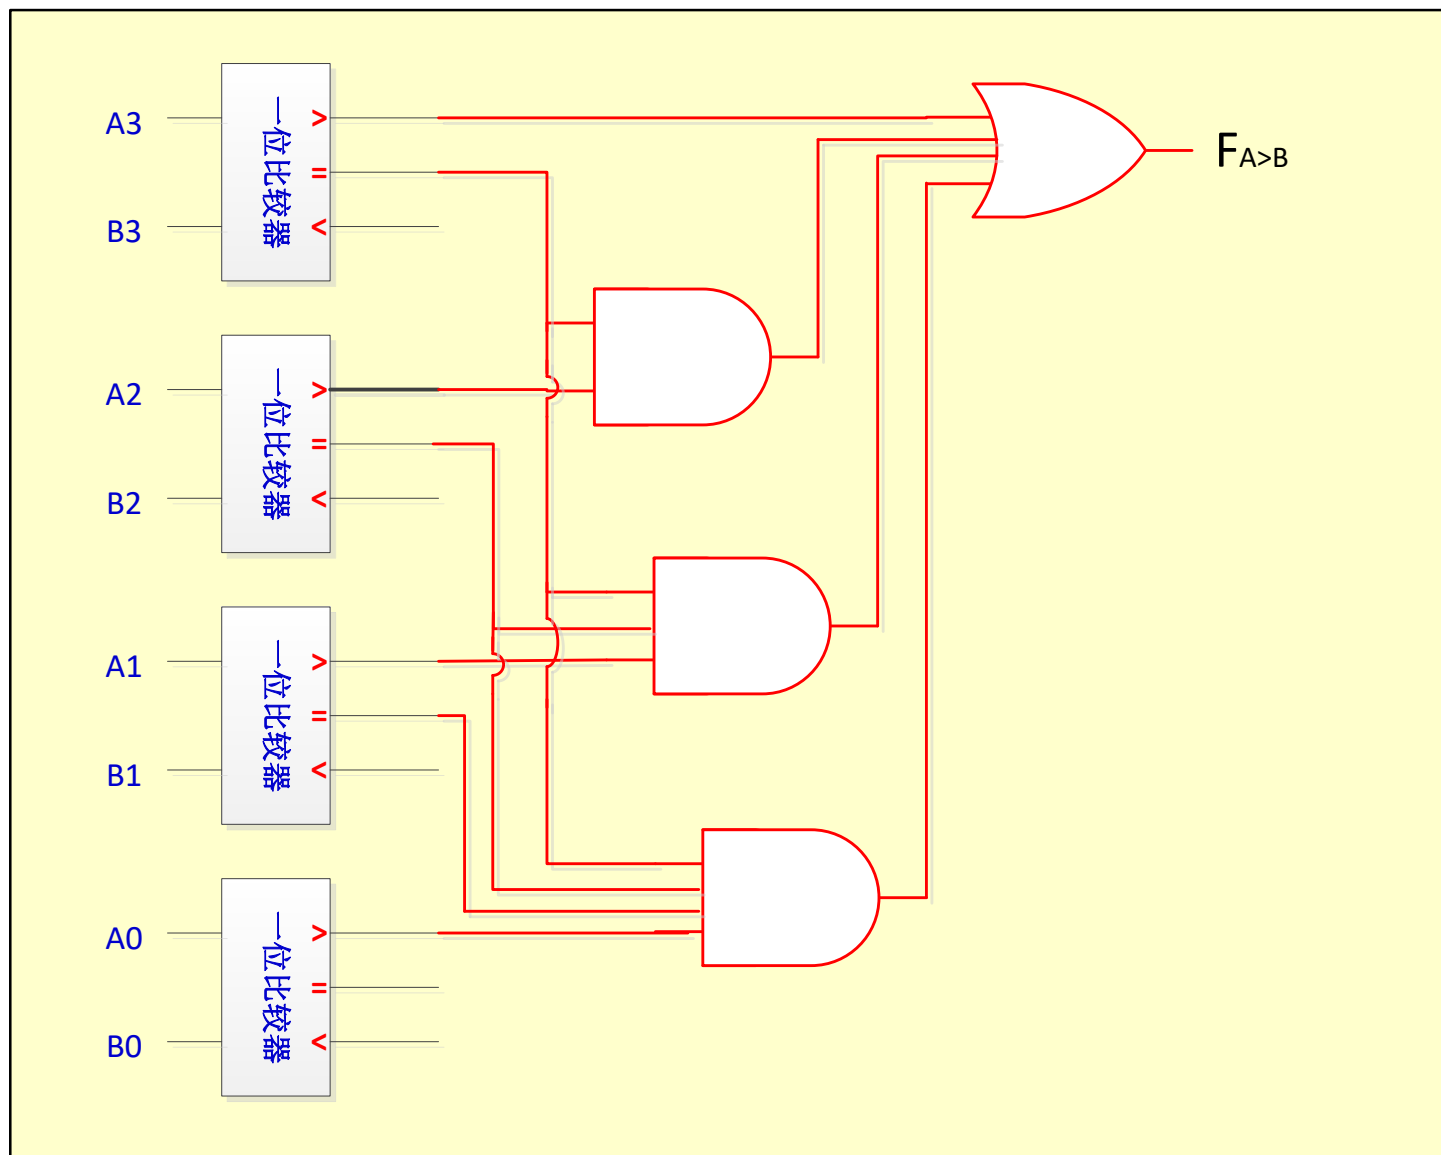 A3
>
一位比较器
=
B3
<
FA>B
A2
>
一位比较器
=
B2
<
A1
>
一位比较器
=
B1
<
A0
>
一位比较器
=
B0
<